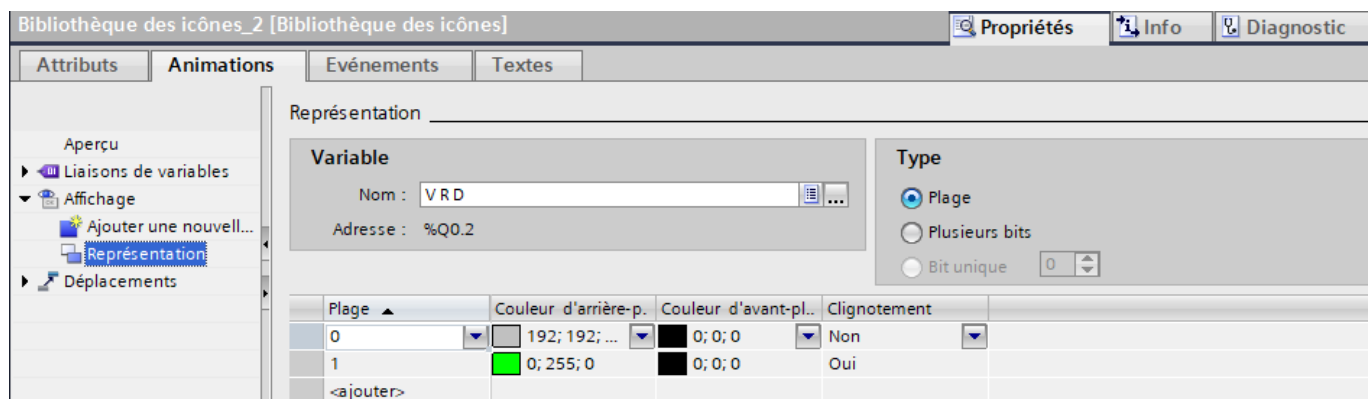 Bibliothèque des icônes_2 [Bibliothèque des icônes]
Propriétés Info Diagnostic
Attributs Animations Evénements Textes
Représentation
Aperçu
Liaisons de variables
Affichage
Ajouter une nouvell...
Représentation
Déplacements
Variable
Nom : V R D ...
Adresse : %Q0.2
Type
Plage
Plusieurs bits
Bit unique 0
Plage Couleur d'arrière-p. Couleur d'avant-pl.. Clignotement
0 192; 192; ... 0; 0; 0 Non
1 0; 255; 0 0; 0; 0 Oui
<ajouter>